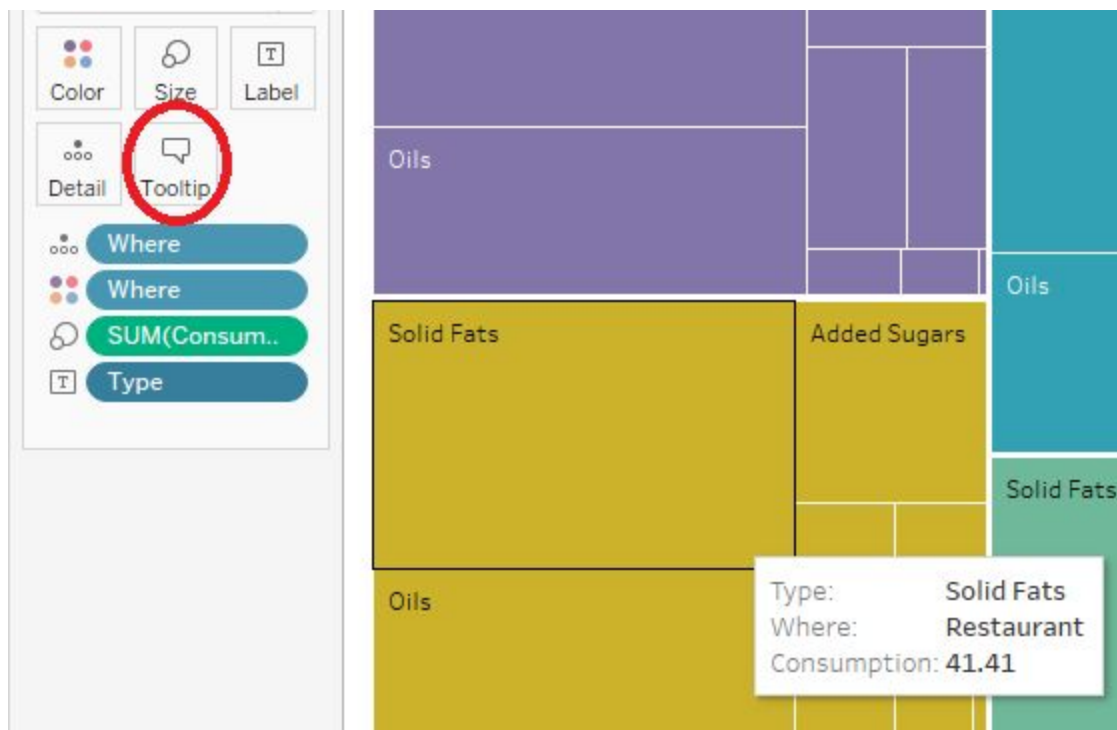 Color
Size
Label
Detail
Tooltip
Where
Where
SUM(Consum..
Type
Oils
Solid Fats
Added Sugars
Oils
Oils
Solid Fats
Type: Solid Fats
Where: Restaurant
Consumption: 41.41